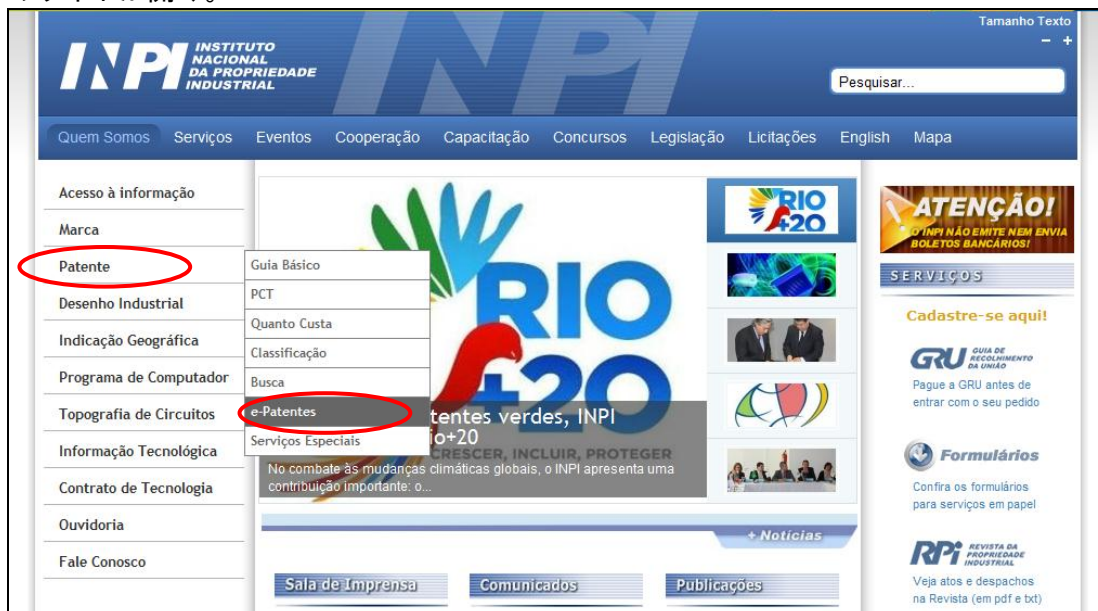 Tamanho Texto
- +
INPI INSTITUTO
NACIONAL
DA PROPRIEDADE
INDUSTRIAL
INPI
Pesquisar...
Quem Somos Serviços Eventos Cooperação Capacitação Concursos Legislação Licitações English Mapa
Acesso à informação
Marca
Patente
Desenho Industrial
Indicação Geográfica
Programa de Computador
Topografia de Circuitos
Informação Tecnológica
Contrato de Tecnologia
Ouvidoria
Fale Conosco
Guia Básico
PCT
Quanto Custa
Classificação
Busca
e-Patentes
Serviços Especiais
RIO
+20
CRESCER, INCLUIR, PROTEGER
tentes verdes, INPI
io+20
No combate às mudanças climáticas globais, o INPI apresenta uma
contribuição importante: o...
RIO
+20
+ Notícias
Sala de Imprensa
Comunicados
Publicações
ATENÇÃO!
O INPI NÃO EMITE NEM ENVIA
BOLETOS BANCÁRIOS!
SERVIÇOS
Cadastre-se aqui!
GRU GUIA DE
RECOLHIMENTO
DA UNIÃO
Pague a GRU antes de
entrar com o seu pedido
Formulários
Confira os formulários
para serviços em papel
RPi REVISTA DA
PROPRIEDADE
INDUSTRIAL
Veja atos e despachos
na Revista (em pdf e txt)